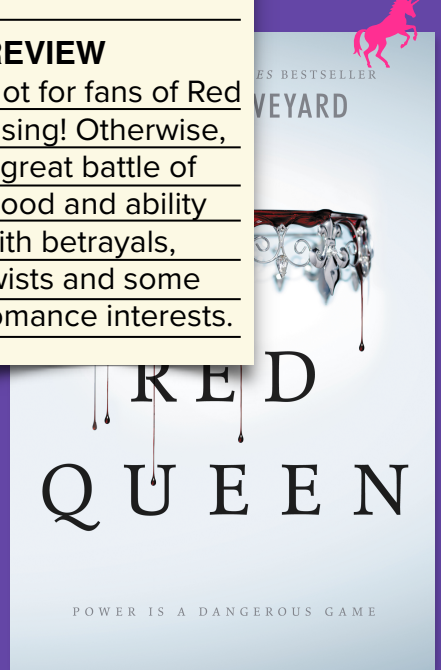 REVIEW
ot for fans of Red
sing! Otherwise,
great battle of
ood and ability
ith betrayals,
wists and some
omance interests.
ES BESTSELLER
VEYARD
RED
QUEEN
POWER IS A DANGEROUS GAME